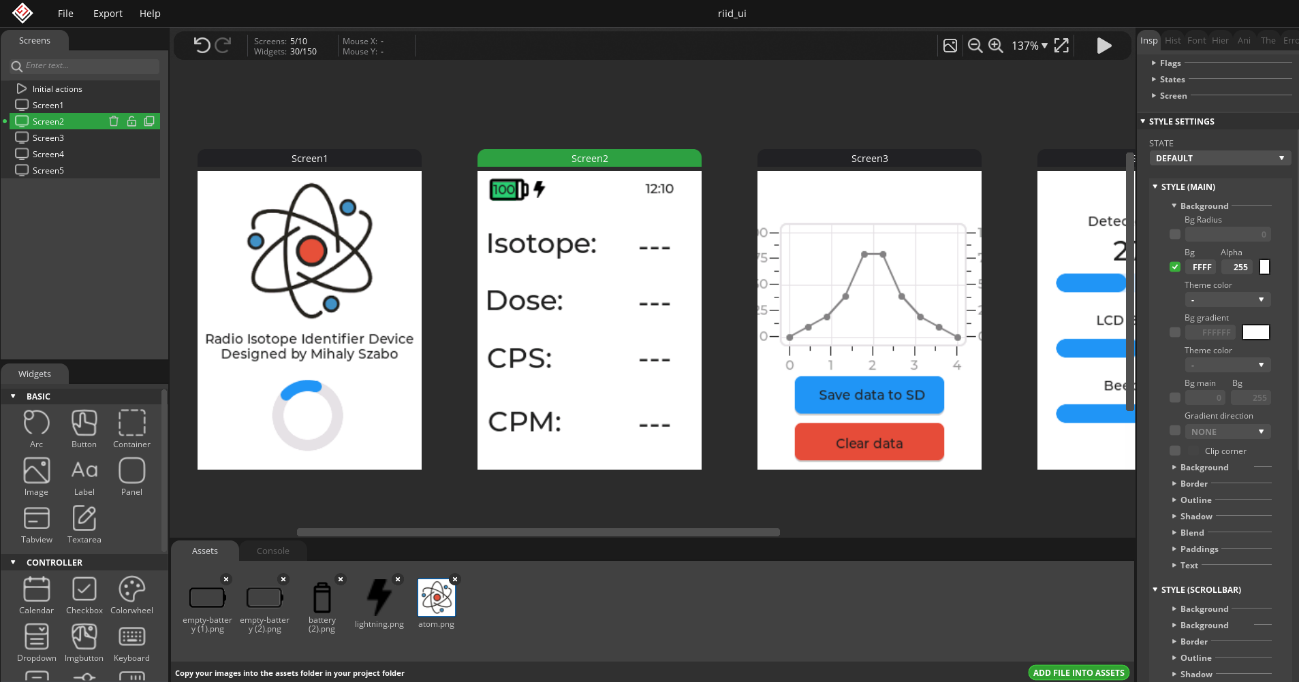 File Export Help
riid_ui
Screens
Enter text...
Initial actions
Screen1
Screen2
Screen3
Screen4
Screen5
Screens: 5/10
Widgets: 30/150
Mouse X: -
Mouse Y: -
137%
Screen1
Radio Isotope Identifier Device
Designed by Mihaly Szabo
Screen2
100
12:10
Isotope: ---
Dose: ---
CPS: ---
CPM: ---
Screen3
0 1 2 3 4
Save data to SD
Clear data
LCD
Widgets
BASIC
Arc Button Container
Image Label Panel
Tabview Textarea
CONTROLLER
Calendar Checkbox Colorwheel
Dropdown Imgbutton Keyboard
Assets Console
empty-batter
y (1).png
empty-batter
y (2).png
battery
(2).png
lightning.png
atom.png
Copy your images into the assets folder in your project folder
ADD FILE INTO ASSETS
Insp Hist Font Hier Ani The Erro
Flags
States
Screen
STYLE SETTINGS
STATE
DEFAULT
STYLE (MAIN)
Background
Bg Radius
0
Bg Alpha
FFFF 255
Theme color
-
Bg gradient
FFFFFF
Theme color
-
Bg main Bg
0 255
Gradient direction
NONE
Clip corner
Background
Border
Outline
Shadow
Blend
Paddings
Text
STYLE (SCROLLBAR)
Background
Background
Border
Outline
Shadow